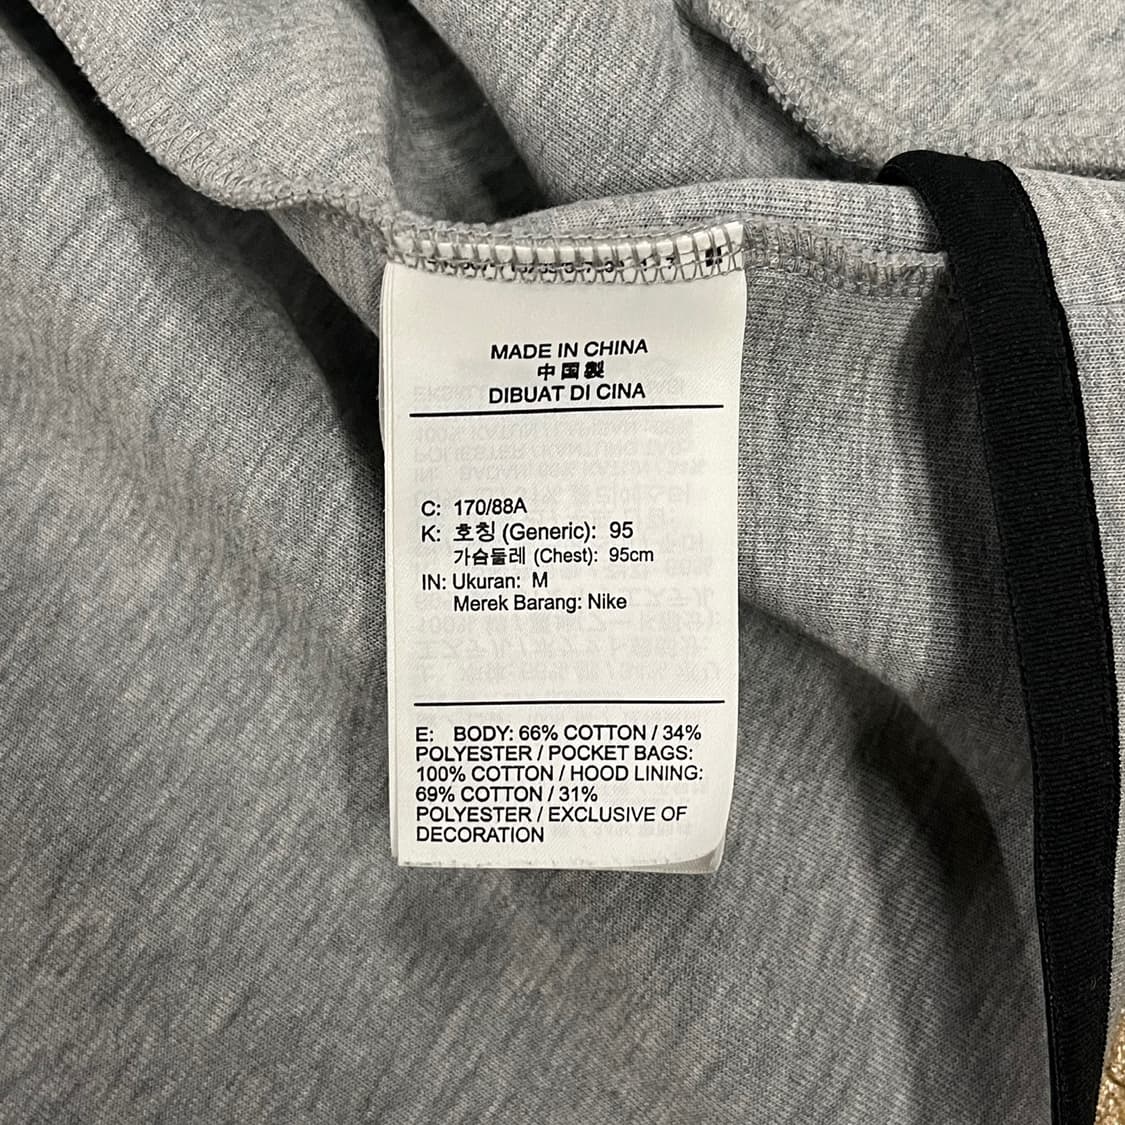 MADE IN CHINA
中国製
DIBUAT DI CINA
C: 170/88A
K: 호칭 (Generic): 95
가슴둘레 (Chest): 95cm
IN: Ukuran: M
Merek Barang: Nike
E: BODY: 66% COTTON / 34%
POLYESTER / POCKET BAGS:
100% COTTON / HOOD LINING:
69% COTTON / 31%
POLYESTER / EXCLUSIVE OF
DECORATION